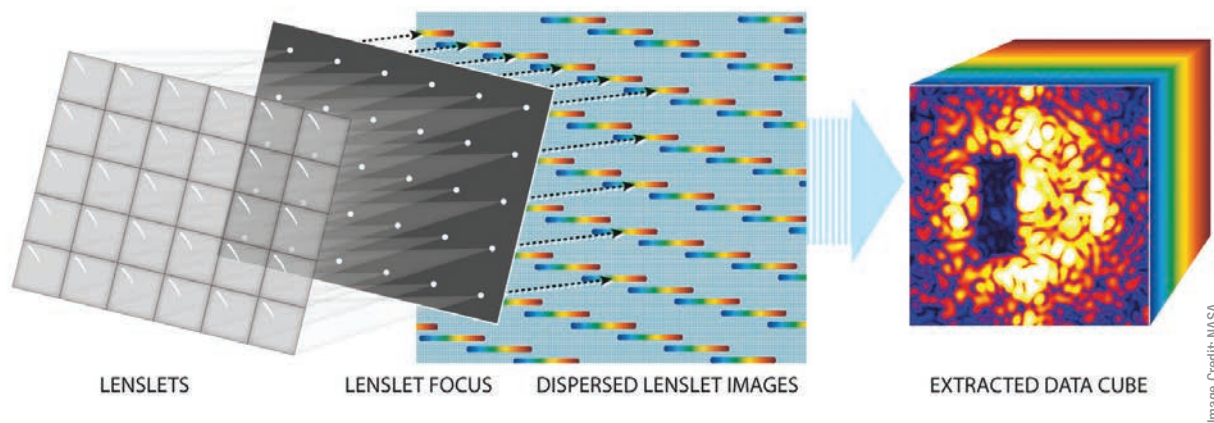 LENSLETS
LENSLET FOCUS
DISPERSED LENSLET IMAGES
EXTRACTED DATA CUBE
Image Credit: NASA